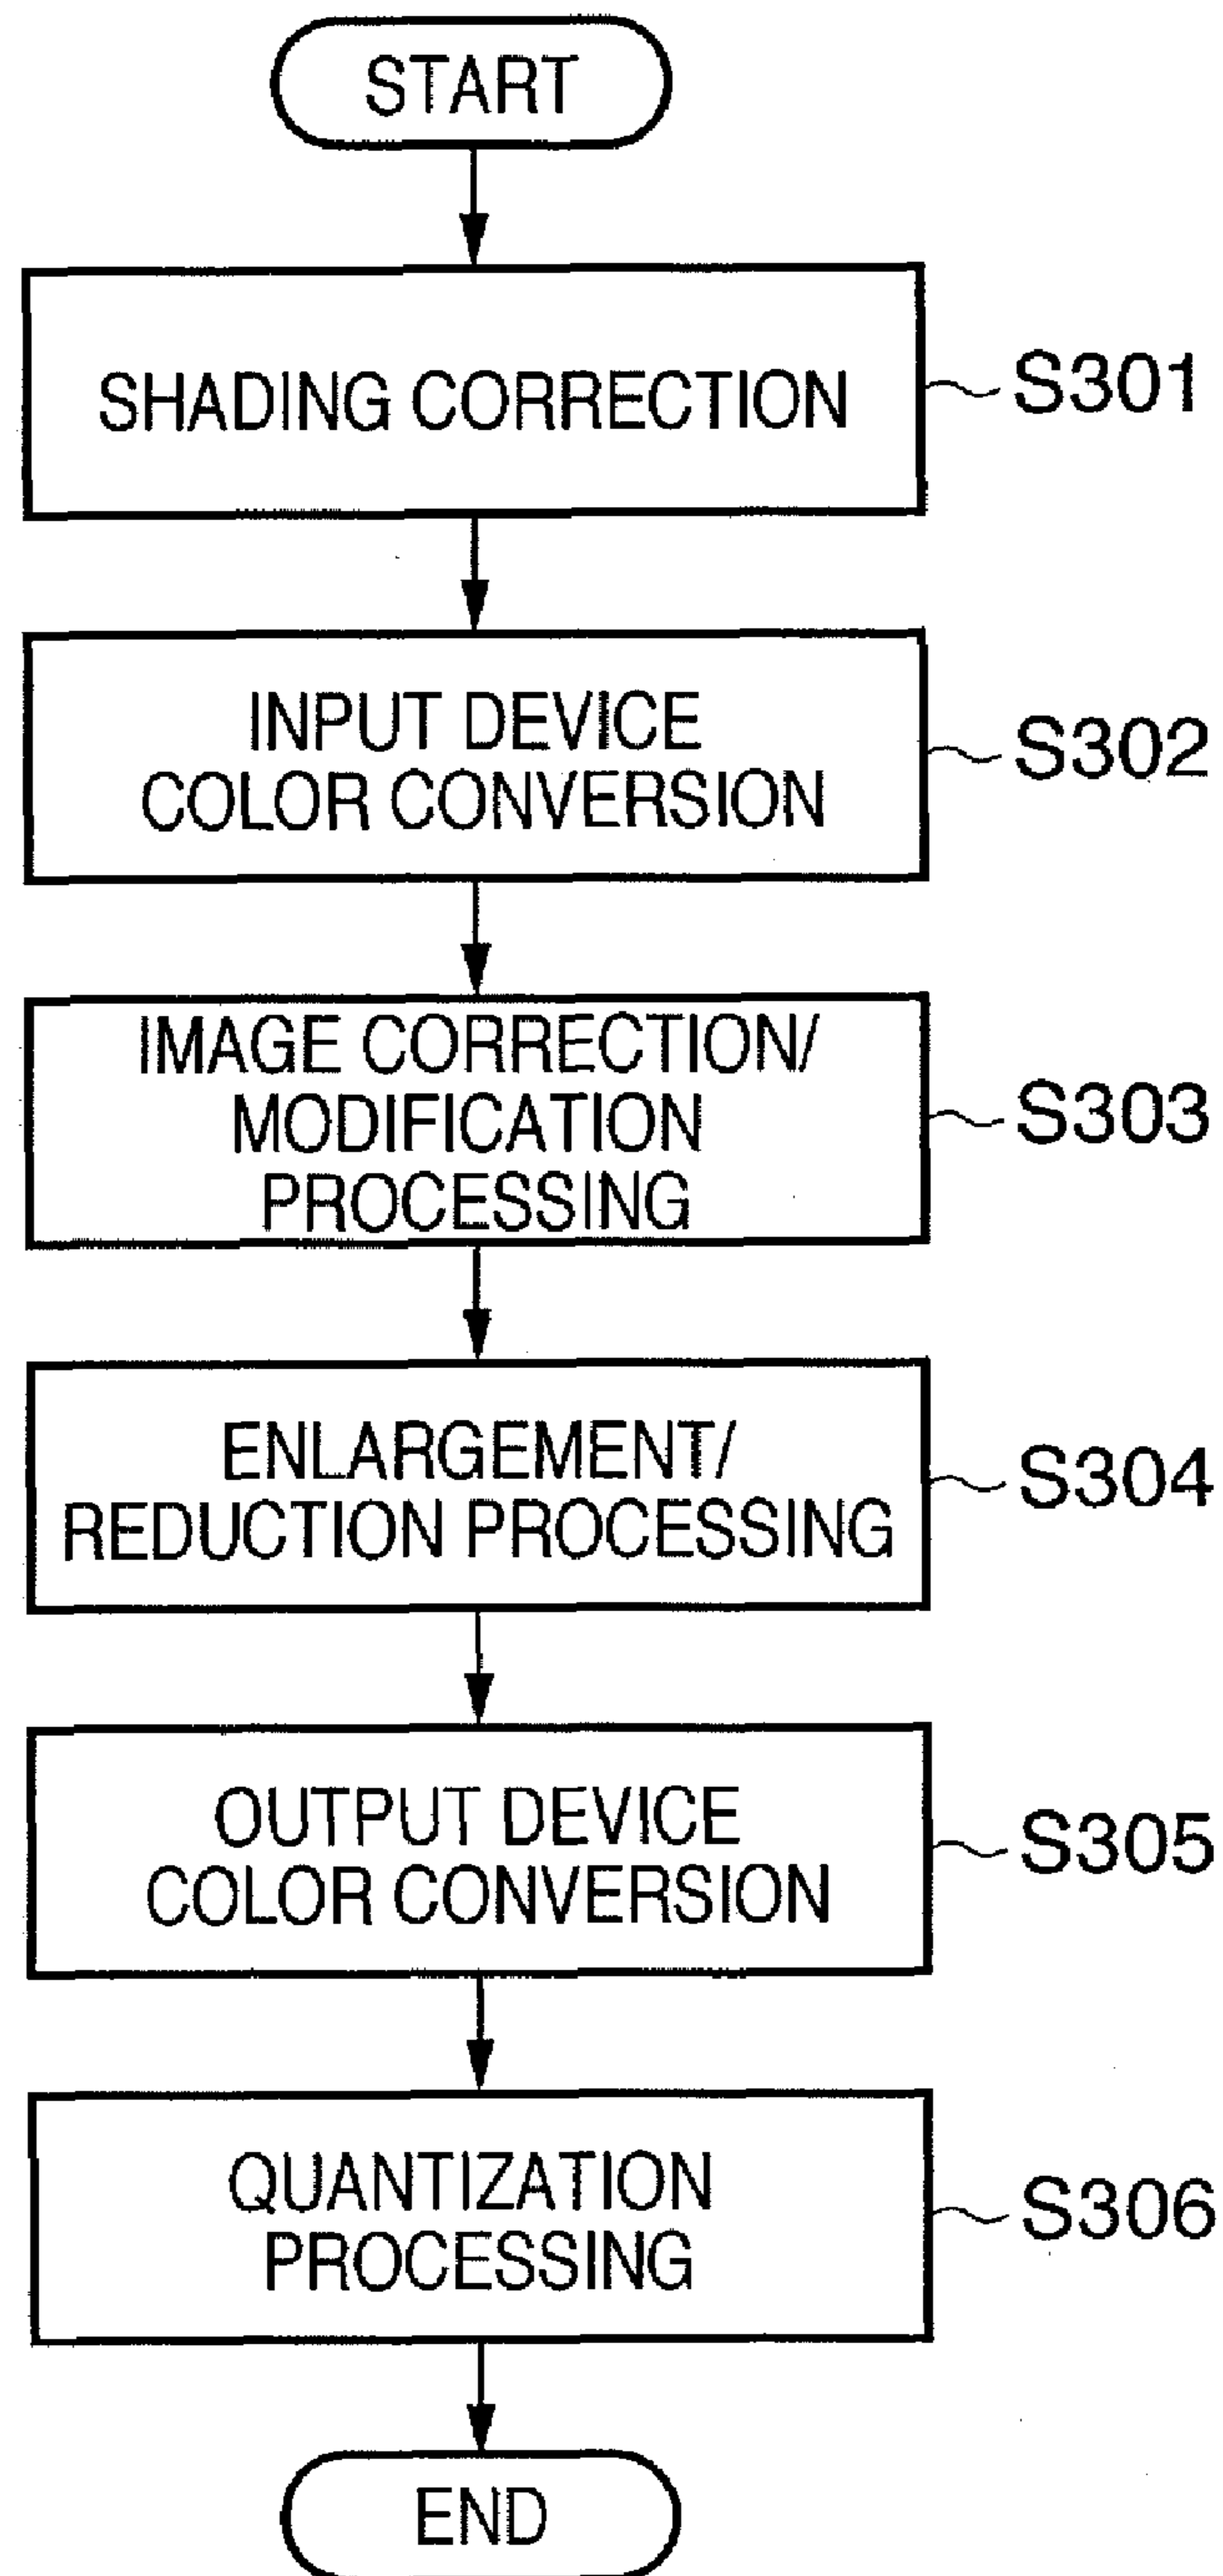 START
SHADING CORRECTION
S301
INPUT DEVICE
COLOR CONVERSION
S302
IMAGE CORRECTION/
MODIFICATION
PROCESSING
S303
ENLARGEMENT/
REDUCTION PROCESSING
S304
OUTPUT DEVICE
COLOR CONVERSION
S305
QUANTIZATION
PROCESSING
S306
END